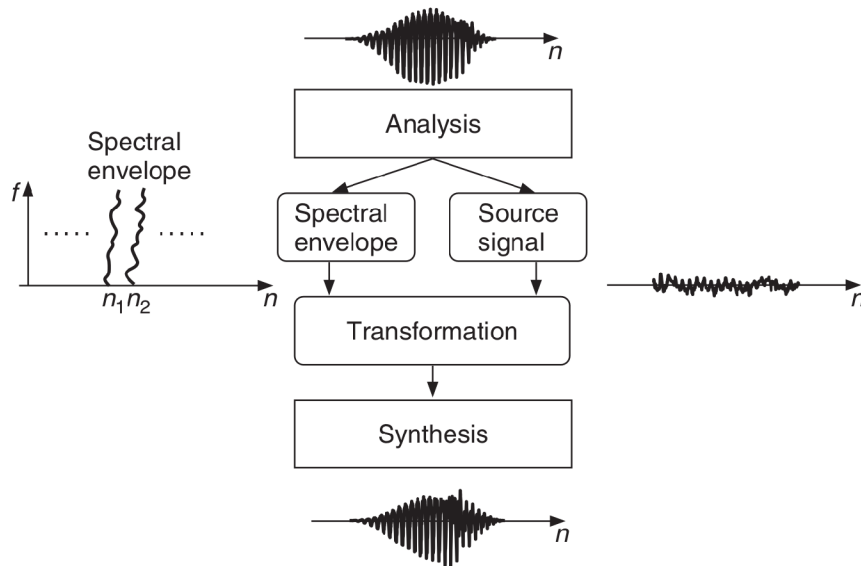 n
Analysis
Spectral
envelope
f
n
n1 n2
Spectral
envelope
Source
signal
Transformation
n
Synthesis
n